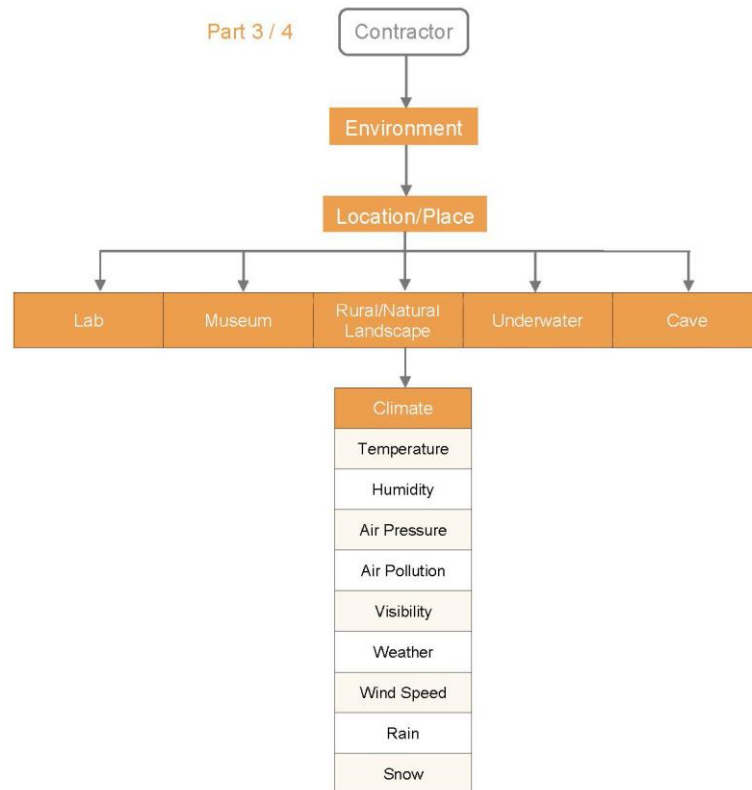 Part 3 / 4
Contractor
Environment
Location/Place
Lab
Museum
Rural/Natural
Landscape
Underwater
Cave
Climate
Temperature
Humidity
Air Pressure
Air Pollution
Visibility
Weather
Wind Speed
Rain
Snow